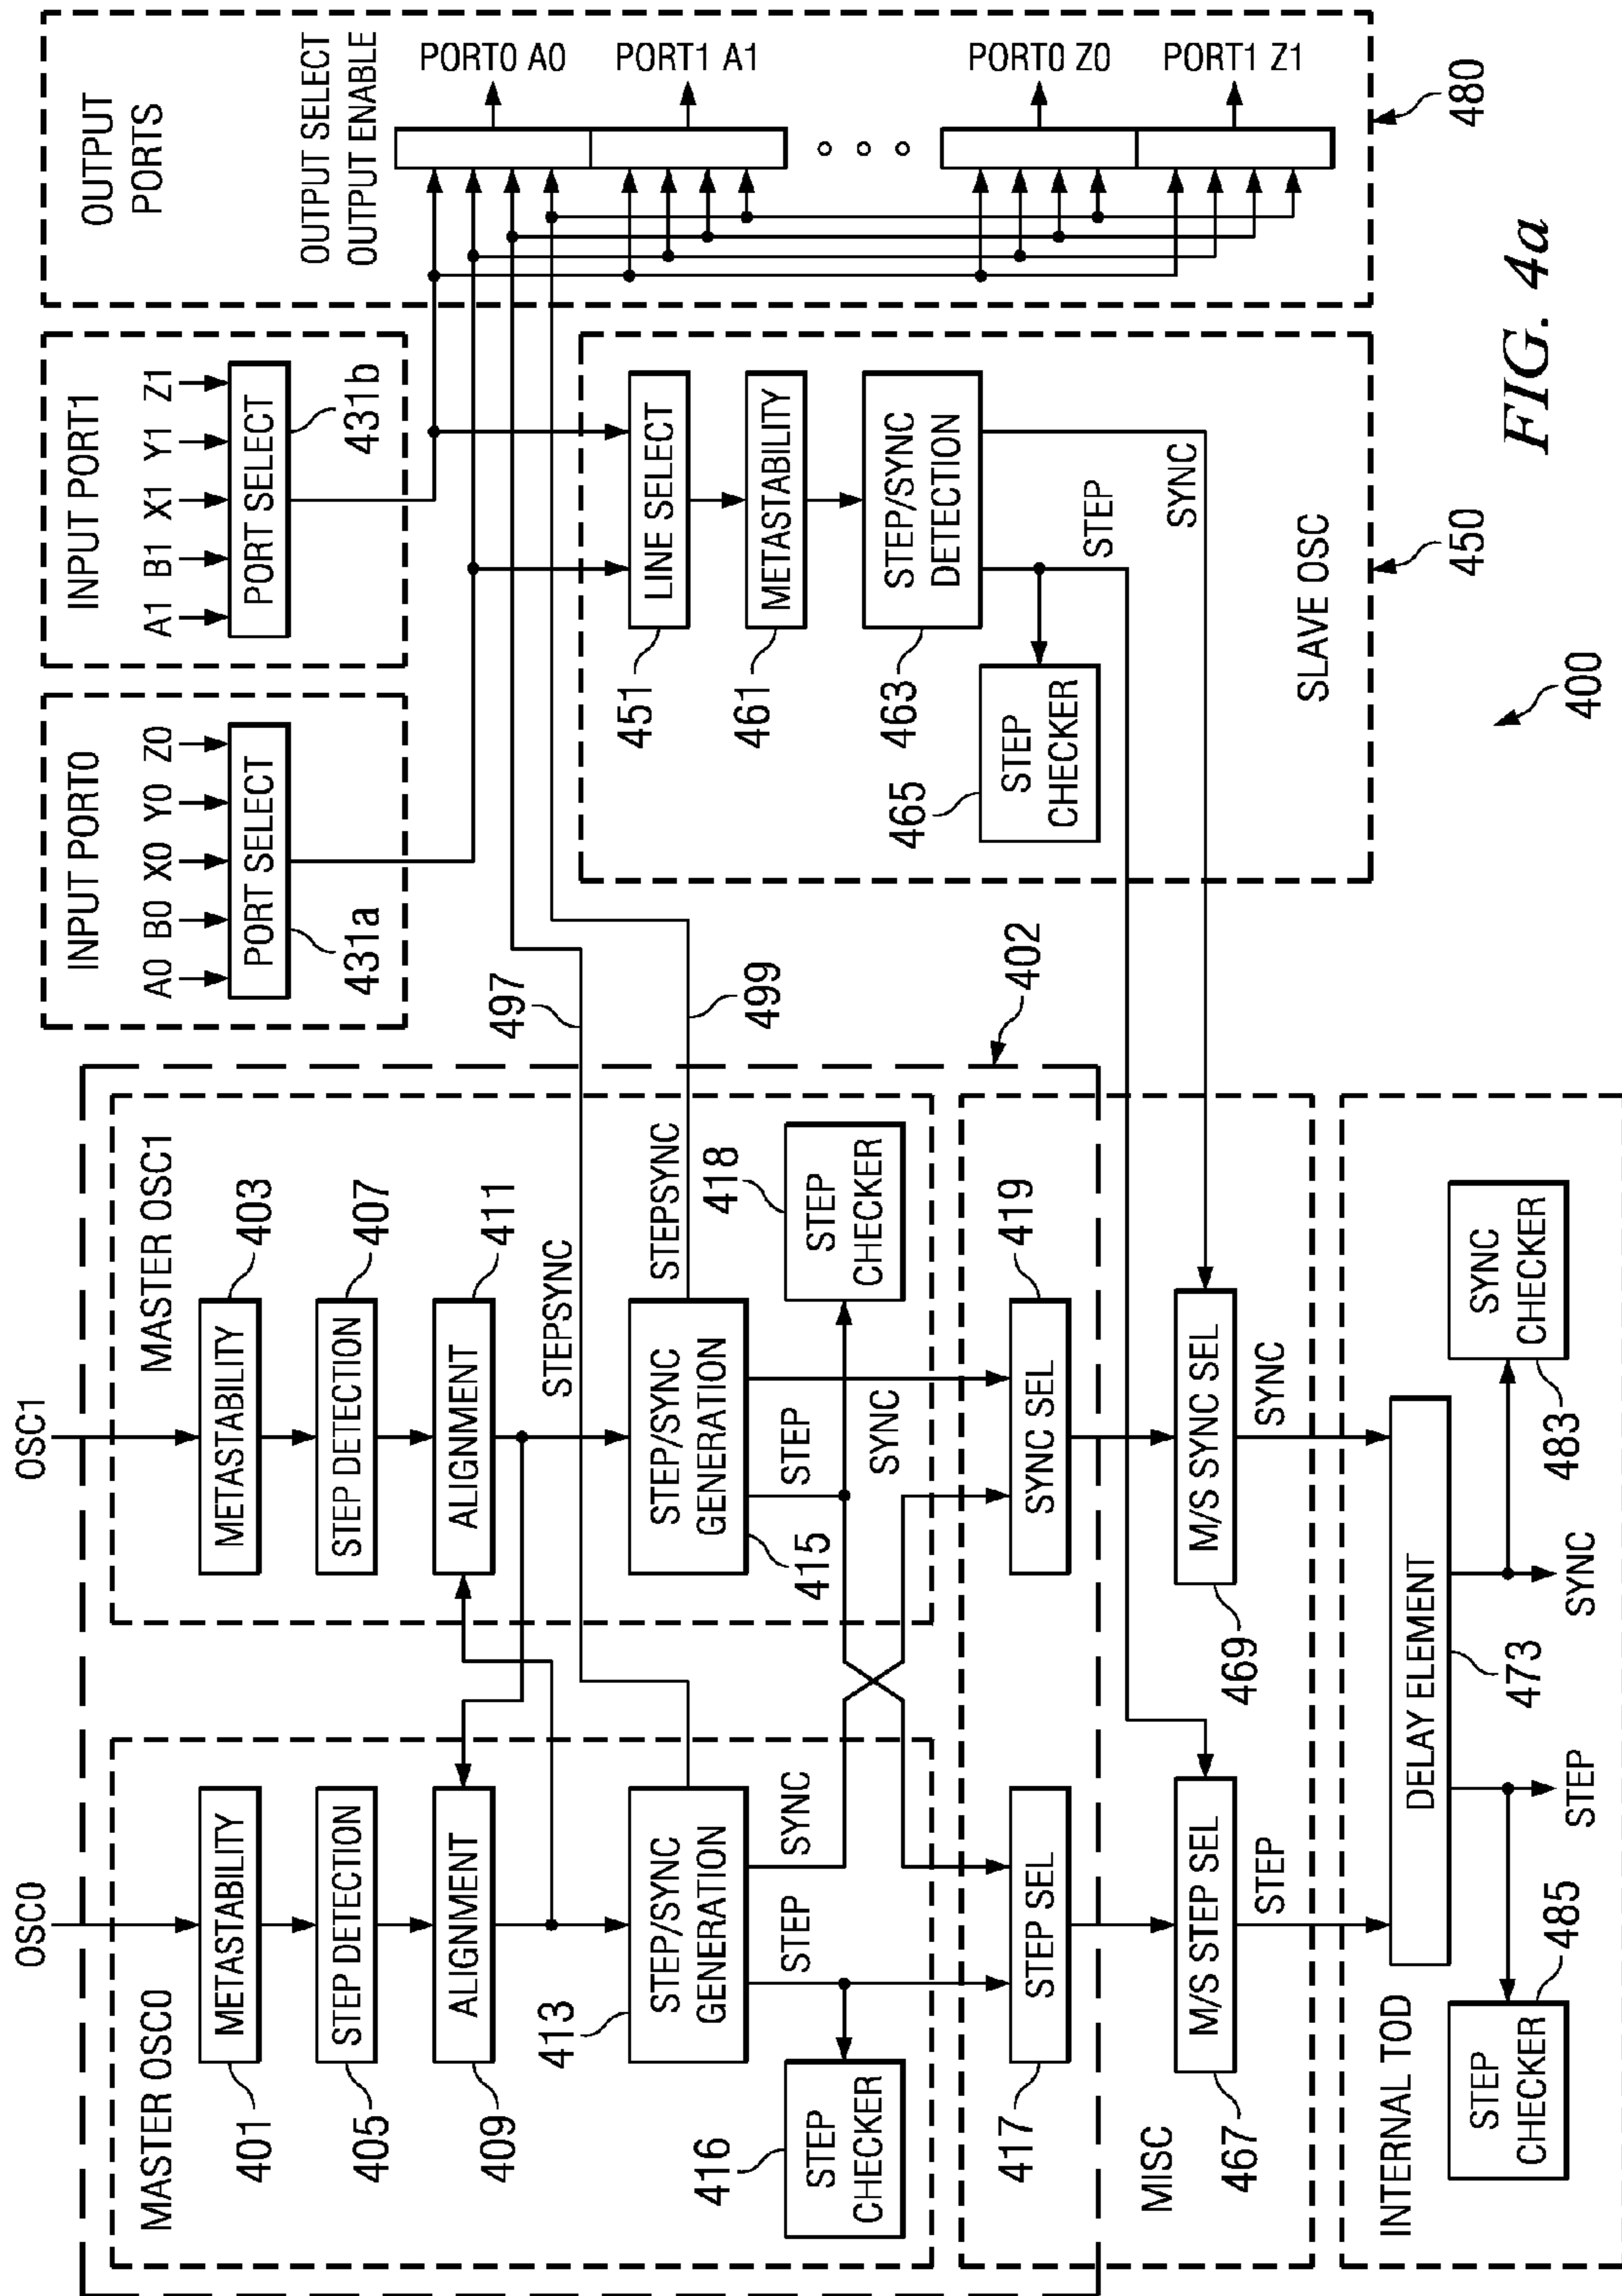 OSC0
OSC1
MASTER OSC0
METASTABILITY
401
STEP DETECTION
405
ALIGNMENT
409
STEP/SYNC
GENERATION
413
STEP
SYNC
STEP
CHECKER
416
MASTER OSC1
METASTABILITY
403
STEP DETECTION
407
ALIGNMENT
411
STEPSYNC
STEP/SYNC
GENERATION
415
STEPSYNC
STEP
SYNC
STEP
CHECKER
418
402
497
499
STEP SEL
417
SYNC SEL
419
MISC
M/S STEP SEL
467
STEP
M/S SYNC SEL
469
SYNC
INTERNAL TOD
DELAY ELEMENT
473
STEP
CHECKER
485
STEP
SYNC
SYNC
CHECKER
483
INPUT PORT0
A0 B0 X0 Y0 Z0
PORT SELECT
431a
INPUT PORT1
A1 B1 X1 Y1 Z1
PORT SELECT
431b
OUTPUT
PORTS
OUTPUT SELECT
OUTPUT ENABLE
PORT0 A0
PORT1 A1
PORT0 Z0
PORT1 Z1
480
LINE SELECT
451
METASTABILITY
461
STEP/SYNC
DETECTION
463
STEP
CHECKER
465
STEP
SYNC
SLAVE OSC
450
400
FIG. 4a